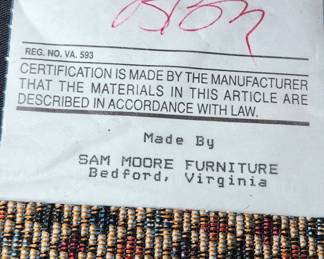 REG. NO. VA. 593
CERTIFICATION IS MADE BY THE MANUFACTURER
THAT THE MATERIALS IN THIS ARTICLE ARE
DESCRIBED IN ACCORDANCE WITH LAW.
Made By
SAM MOORE FURNITURE
Bedford, Virginia